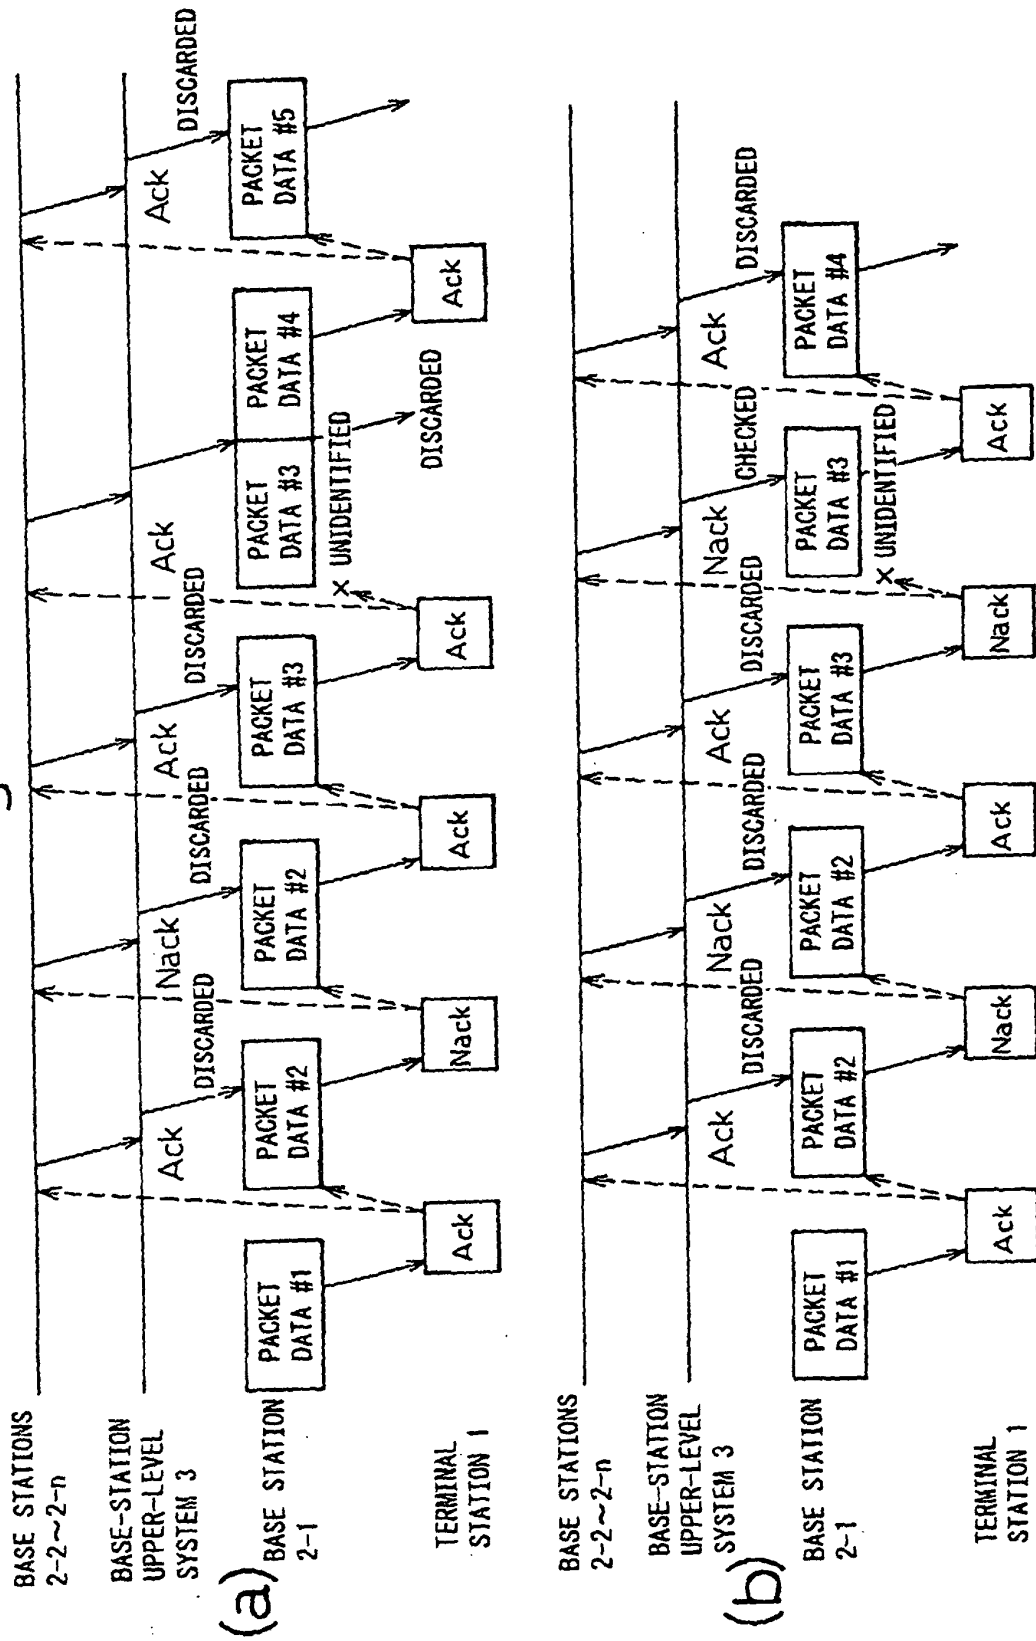 (a)
BASE STATIONS
2-2~2-n
BASE-STATION
UPPER-LEVEL
SYSTEM 3
BASE STATION
2-1
TERMINAL
STATION 1
Ack
DISCARDED
Nack
DISCARDED
Ack
DISCARDED
Ack
Ack
DISCARDED
PACKET
DATA #1
PACKET
DATA #2
PACKET
DATA #2
PACKET
DATA #3
PACKET
DATA #3
PACKET
DATA #4
PACKET
DATA #5
× UNIDENTIFIED
DISCARDED
Ack
Nack
Ack
Ack
Ack
(b)
BASE STATIONS
2-2~2-n
BASE-STATION
UPPER-LEVEL
SYSTEM 3
BASE STATION
2-1
TERMINAL
STATION 1
Ack
DISCARDED
Nack
DISCARDED
Ack
DISCARDED
Nack
CHECKED
Ack
DISCARDED
PACKET
DATA #1
PACKET
DATA #2
PACKET
DATA #2
PACKET
DATA #3
PACKET
DATA #3
PACKET
DATA #4
× UNIDENTIFIED
Ack
Nack
Ack
Nack
Ack